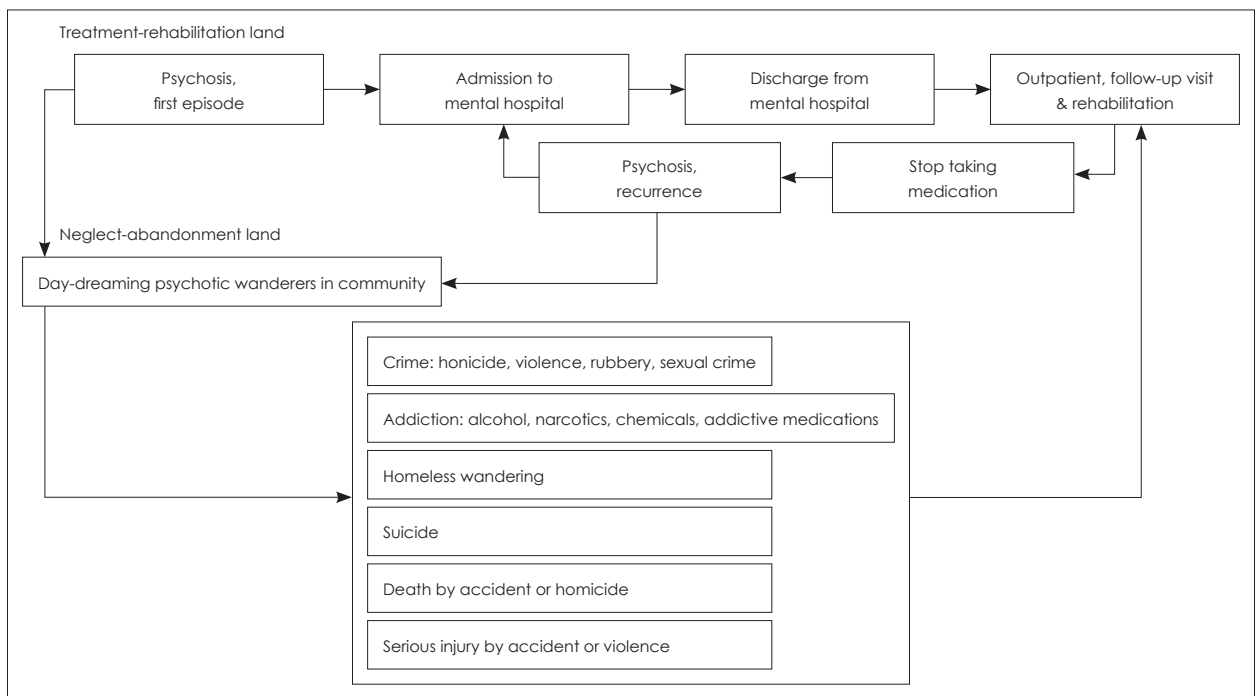 Treatment-rehabilitation land
Psychosis,
first episode
Admission to
mental hospital
Discharge from
mental hospital
Outpatient, follow-up visit
& rehabilitation
Psychosis,
recurrence
Stop taking
medication
Neglect-abandonment land
Day-dreaming psychotic wanderers in community
Crime: honicide, violence, rubbery, sexual crime
Addiction: alcohol, narcotics, chemicals, addictive medications
Homeless wandering
Suicide
Death by accident or homicide
Serious injury by accident or violence